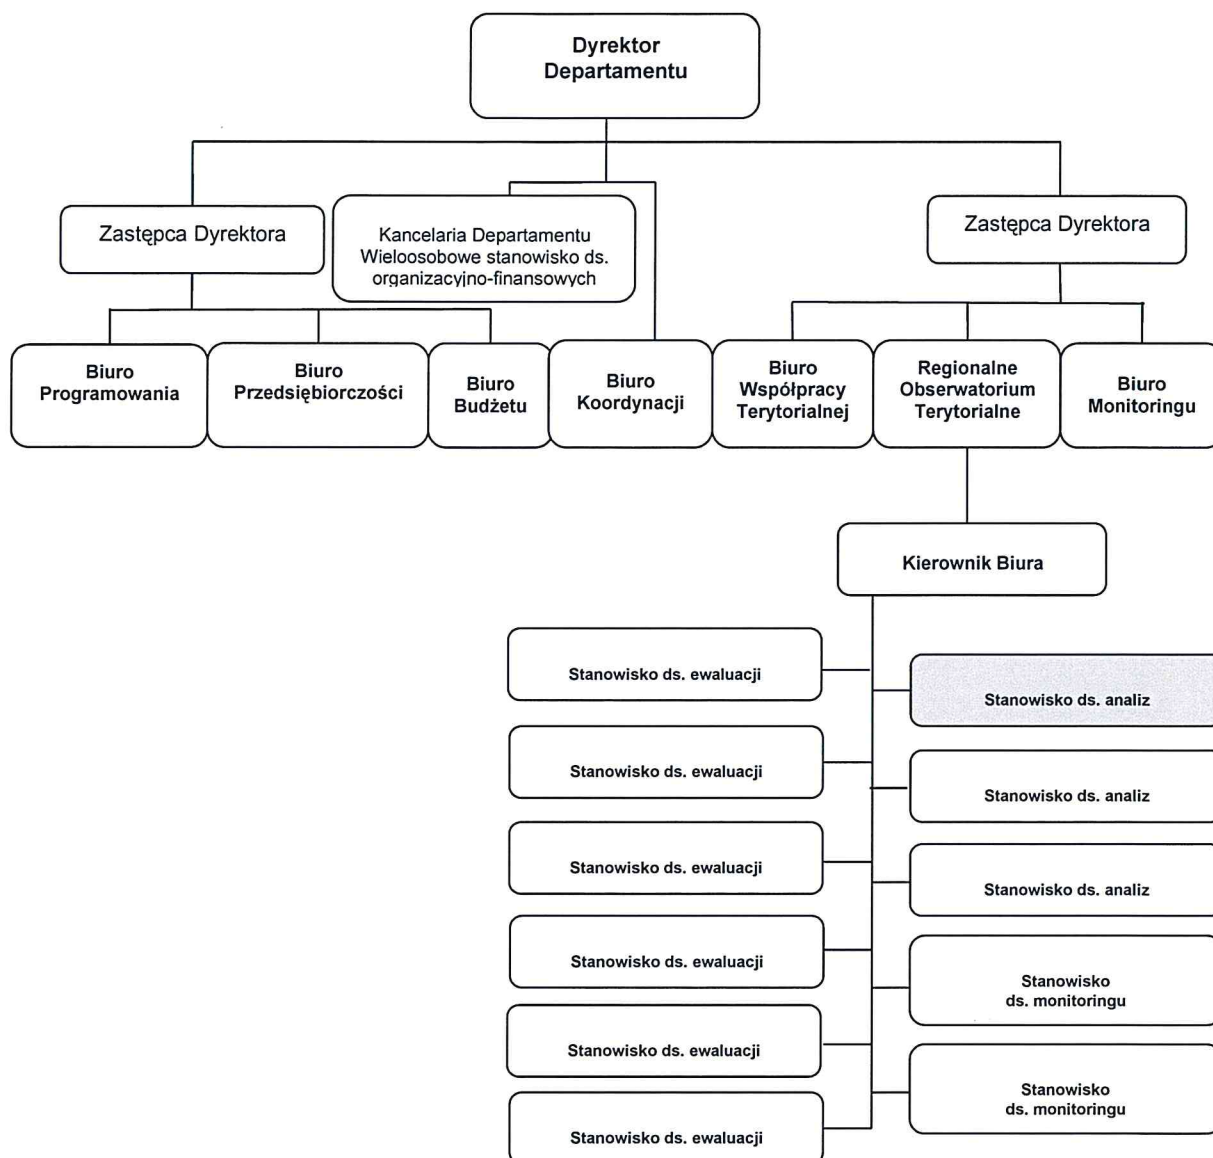 Dyrektor
Departamentu
Zastępca Dyrektora
Kancelaria Departamentu
Wieloosobowe stanowisko ds.
organizacyjno-finansowych
Zastępca Dyrektora
Biuro
Programowania
Biuro
Przedsiębiorczości
Biuro
Budżetu
Biuro
Koordynacji
Biuro
Współpracy
Terytorialnej
Regionalne
Obserwatorium
Terytorialne
Biuro
Monitoringu
Kierownik Biura
Stanowisko ds. ewaluacji
Stanowisko ds. analiz
Stanowisko ds. ewaluacji
Stanowisko ds. analiz
Stanowisko ds. ewaluacji
Stanowisko ds. analiz
Stanowisko ds. ewaluacji
Stanowisko
ds. monitoringu
Stanowisko ds. ewaluacji
Stanowisko
ds. monitoringu
Stanowisko ds. ewaluacji